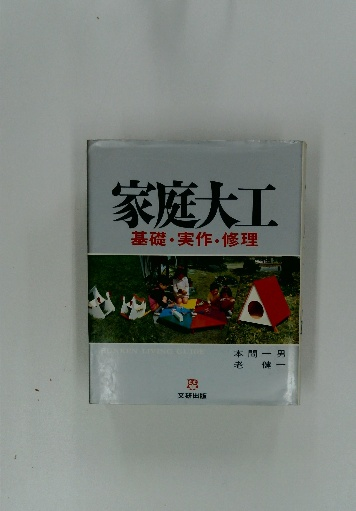 家庭大工
基礎・実作・修理
本間一男
老 健一
文研出版